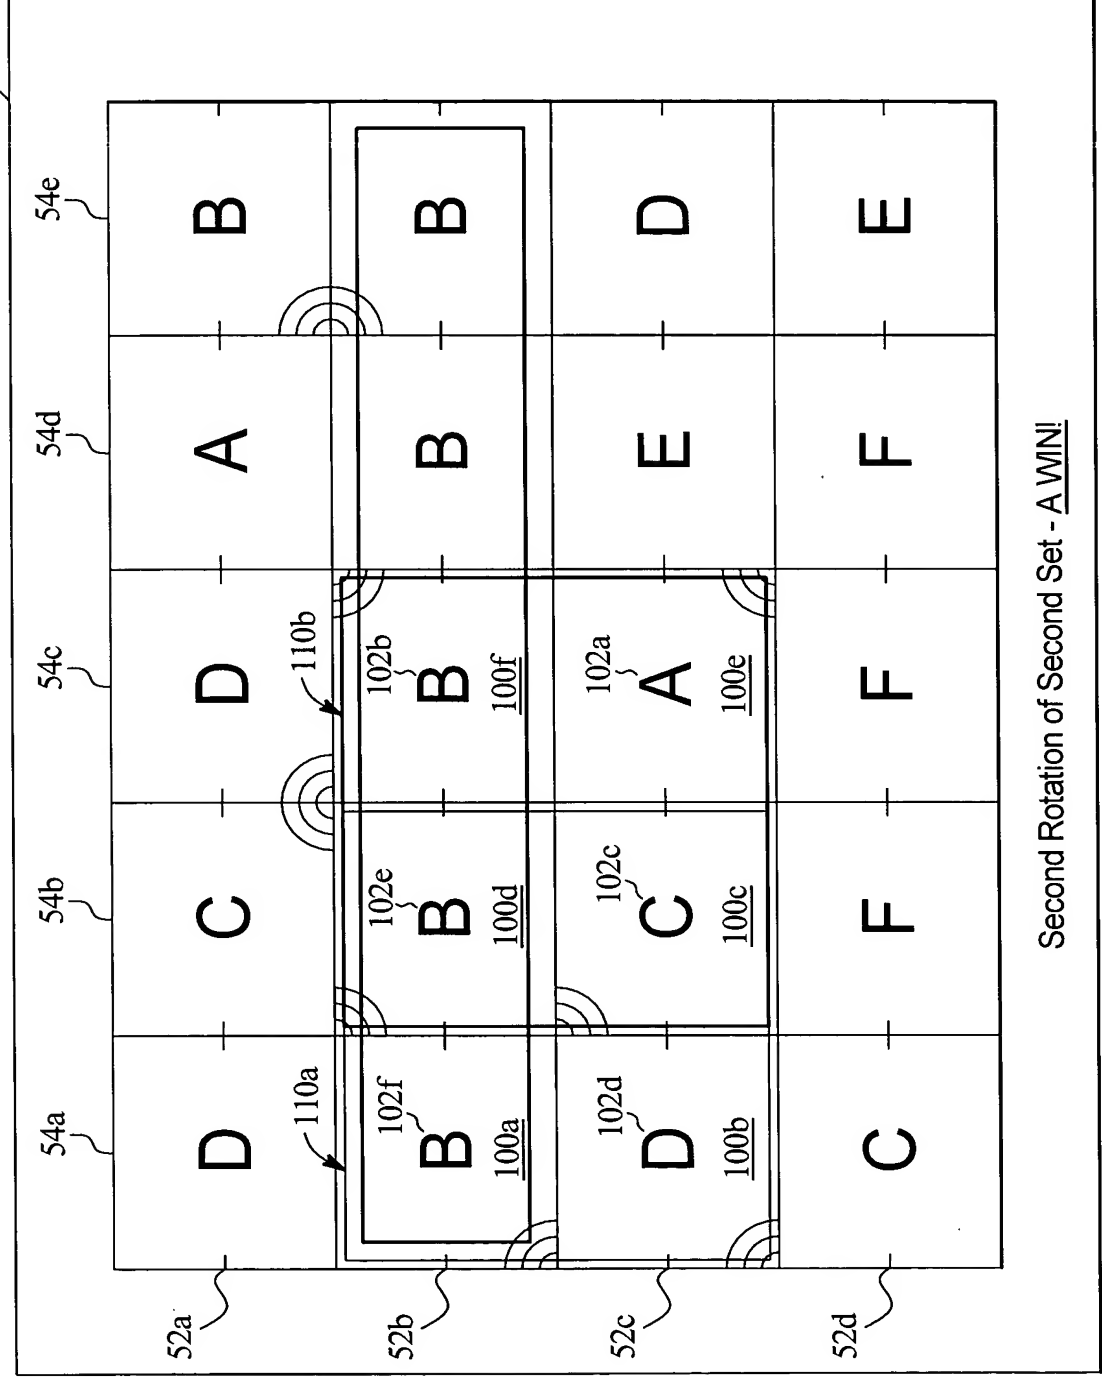 54a 54b 54c 54d 54e
52a D C D A B
110a 110b
102f 102e 102b
52b B B B B B
100a 100d 100f
102d 102c 102a
52c D C A E D
100b 100c 100e
52d C F F F E
Second Rotation of Second Set - A WIN!